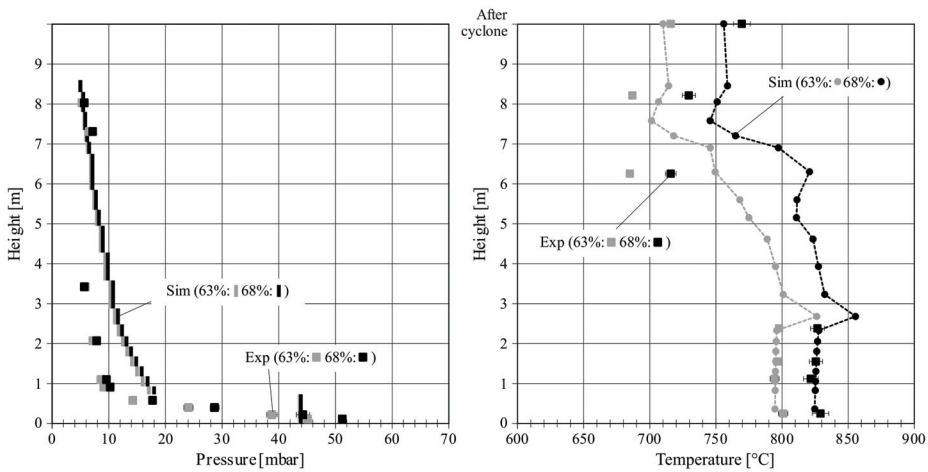 9
8
7
6
5
4
3
2
1
0
Height [m]
0 10 20 30 40 50 60 70
Pressure [mbar]
Sim (63%: 68%: )
Exp (63%: 68%: )
After
cyclone
9
8
7
6
5
4
3
2
1
0
Height [m]
600 650 700 750 800 850 900
Temperature [°C]
Sim (63%: 68%: )
Exp (63%: 68%: )